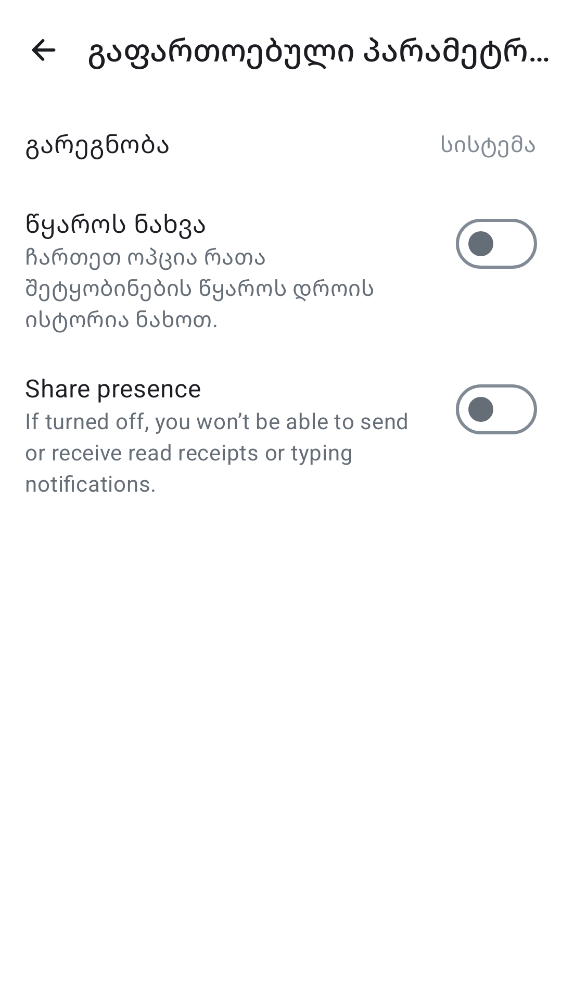 გაფართოებული პარამეტრ...
გარეგნობა
სისტემა
წყაროს ნახვა
ჩართეთ ოპცია რათა
შეტყობინების წყაროს დროის
ისტორია ნახოთ.
Share presence
If turned off, you won’t be able to send
or receive read receipts or typing
notifications.